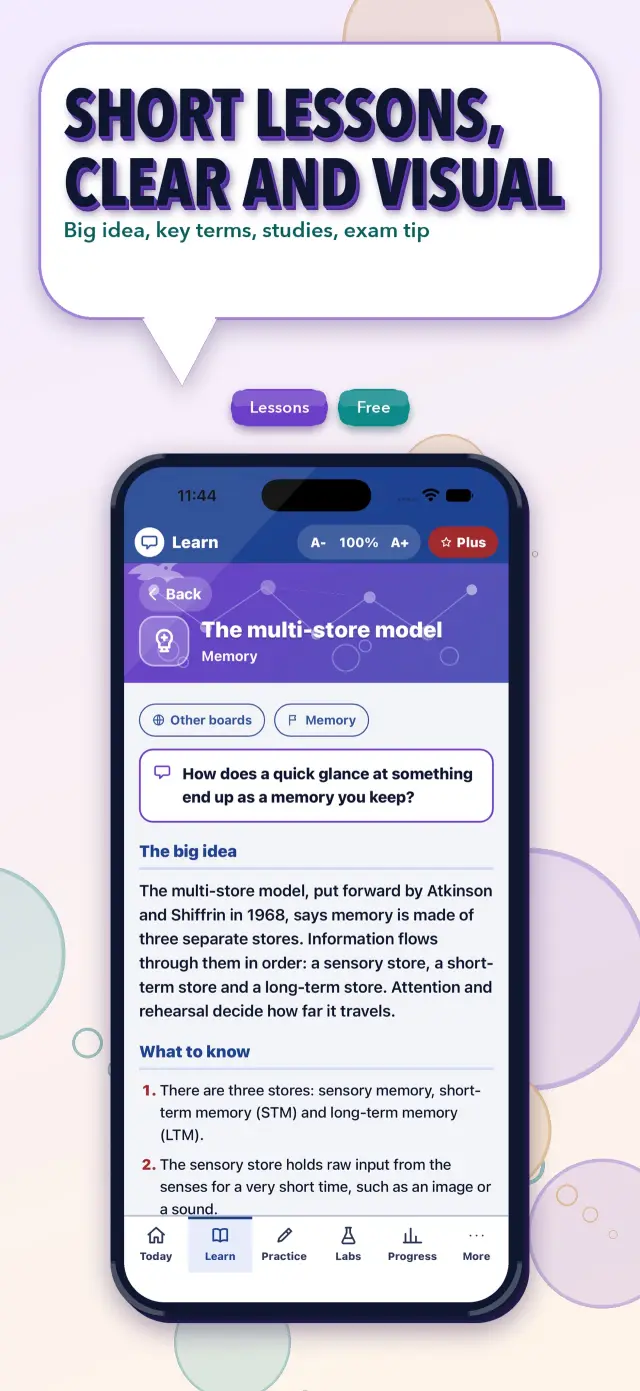 SHORT LESSONS,
CLEAR AND VISUAL
Big idea, key terms, studies, exam tip
Lessons
Free
11:44
Learn
A- 100% A+
Plus
Back
The multi-store model
Memory
Other boards
Memory
How does a quick glance at something
end up as a memory you keep?
The big idea
The multi-store model, put forward by Atkinson
and Shiffrin in 1968, says memory is made of
three separate stores. Information flows
through them in order: a sensory store, a short-
term store and a long-term store. Attention and
rehearsal decide how far it travels.
What to know
1. There are three stores: sensory memory, short-
term memory (STM) and long-term memory
(LTM).
2. The sensory store holds raw input from the
senses for a very short time, such as an image or
a sound.
Today
Learn
Practice
Labs
Progress
More